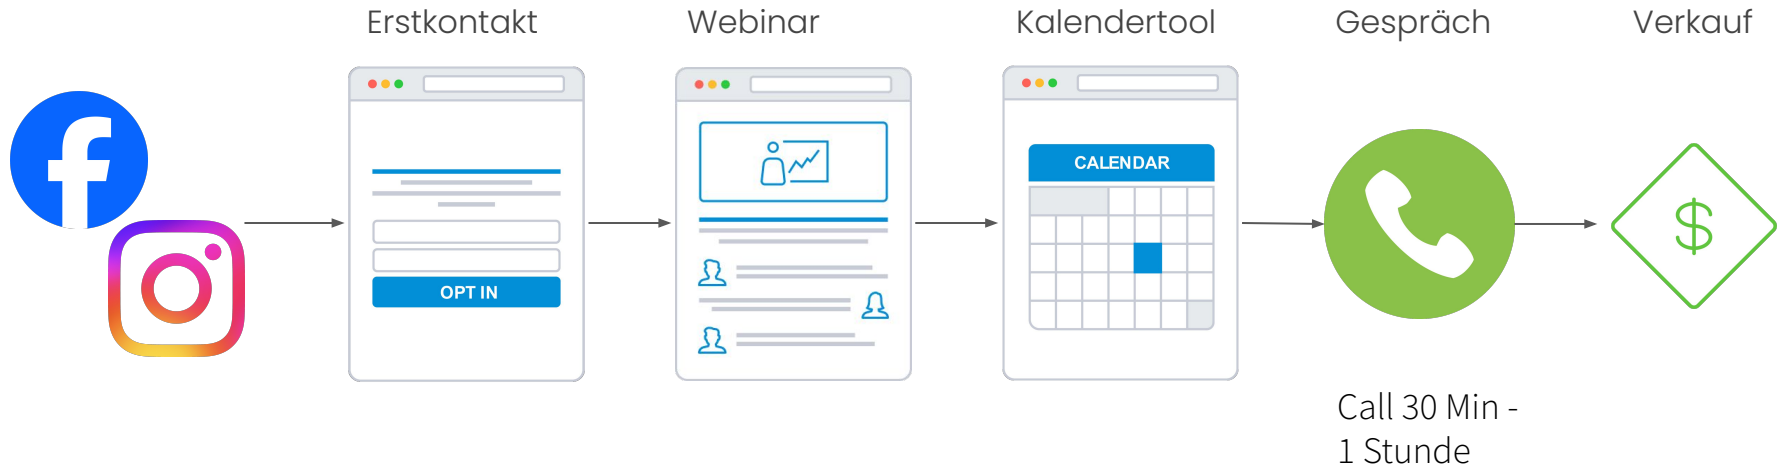 Erstkontakt
Webinar
Kalendertool
Gespräch
Verkauf
OPT IN
CALENDAR
$
Call 30 Min -
1 Stunde